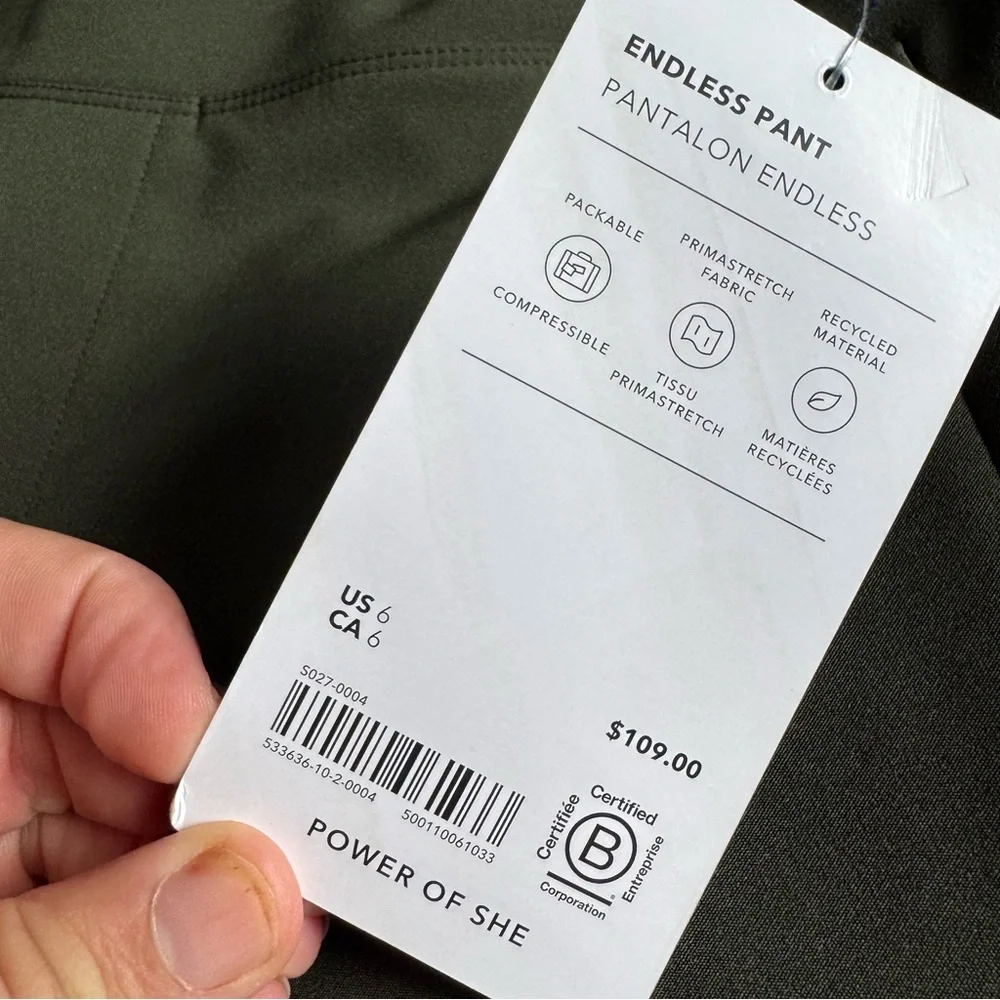 ENDLESS PANT
PANTALON ENDLESS
PACKABLE
COMPRESSIBLE
PRIMASTRETCH
FABRIC
TISSU
PRIMASTRETCH
RECYCLED
MATERIAL
MATIÈRES
RECYCLÉES
US 6
CA 6
S027-0004
533636-10-2-0004
500110061033
$109.00
Certified
Certifiée
B
Entreprise
Corporation
POWER OF SHE